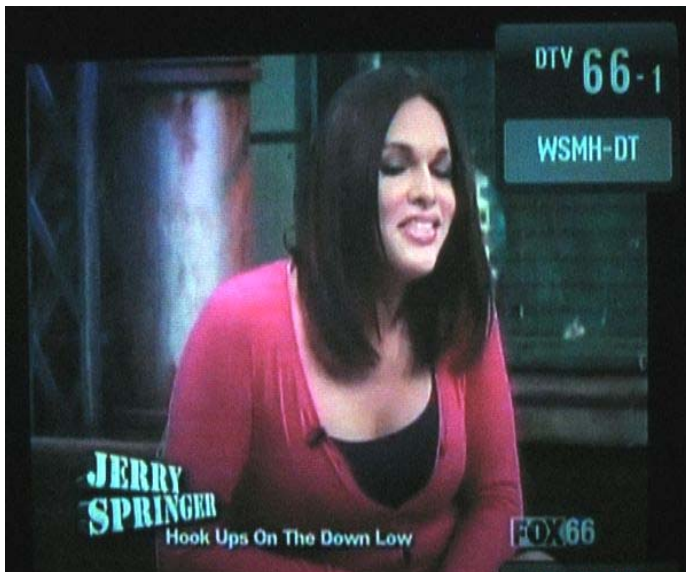 DTV 66-1
WSMH-DT
JERRY
SPRINGER
Hook Ups On The Down Low
FOX66